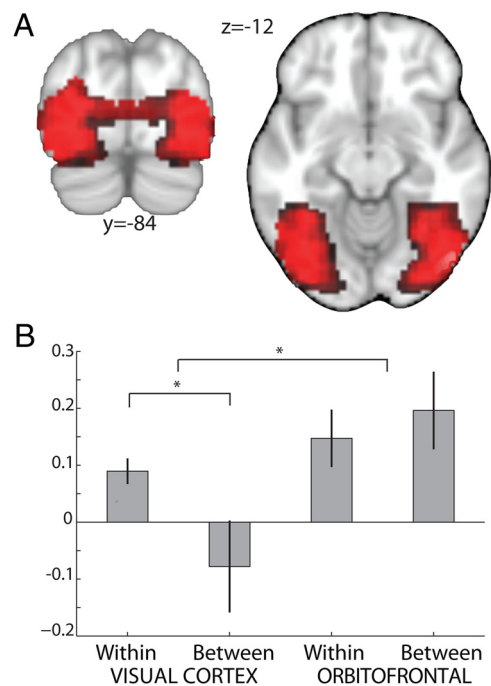 A
z=-12
y=-84
B
*
*
0.3
0.2
0.1
0
-0.1
-0.2
Within Between Within Between
VISUAL CORTEX ORBITOFRONTAL